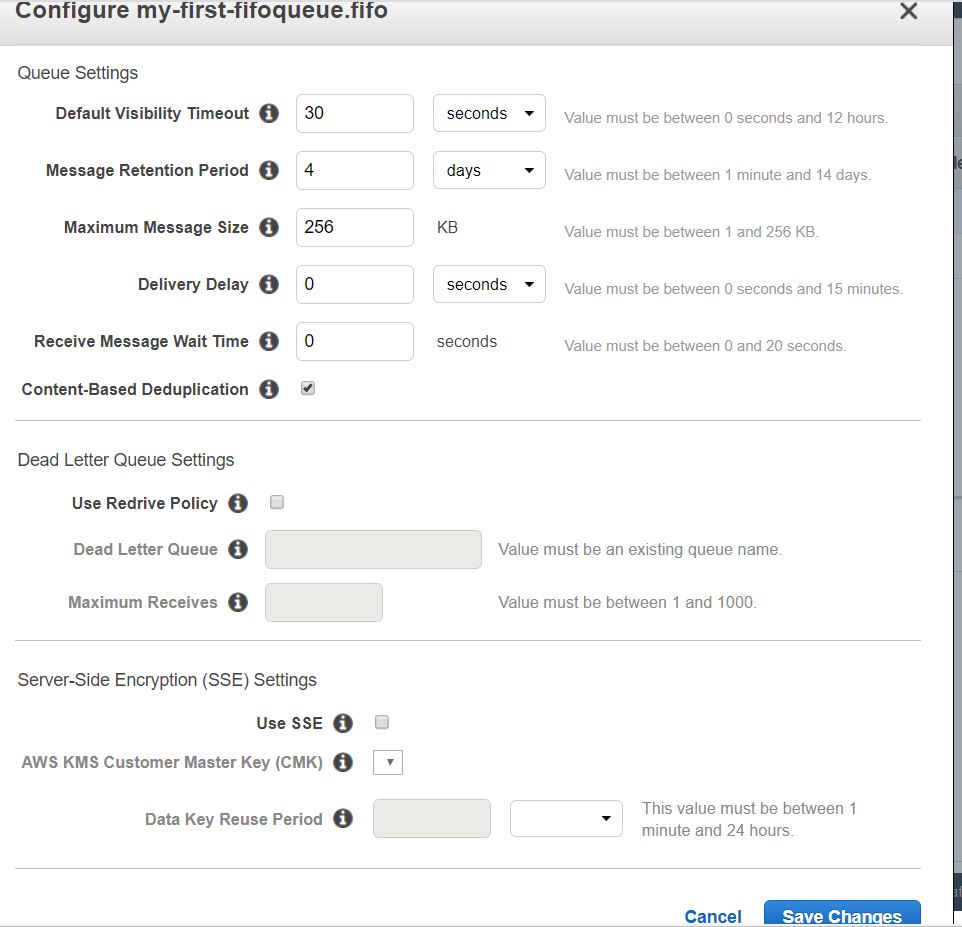 Configure my-first-fifoqueue.fifo
Queue Settings
Default Visibility Timeout 30 seconds Value must be between 0 seconds and 12 hours.
Message Retention Period 4 days Value must be between 1 minute and 14 days.
Maximum Message Size 256 KB Value must be between 1 and 256 KB.
Delivery Delay 0 seconds Value must be between 0 seconds and 15 minutes.
Receive Message Wait Time 0 seconds Value must be between 0 and 20 seconds.
Content-Based Deduplication
Dead Letter Queue Settings
Use Redrive Policy
Dead Letter Queue Value must be an existing queue name.
Maximum Receives Value must be between 1 and 1000.
Server-Side Encryption (SSE) Settings
Use SSE
AWS KMS Customer Master Key (CMK)
Data Key Reuse Period This value must be between 1
minute and 24 hours.
Cancel Save Changes